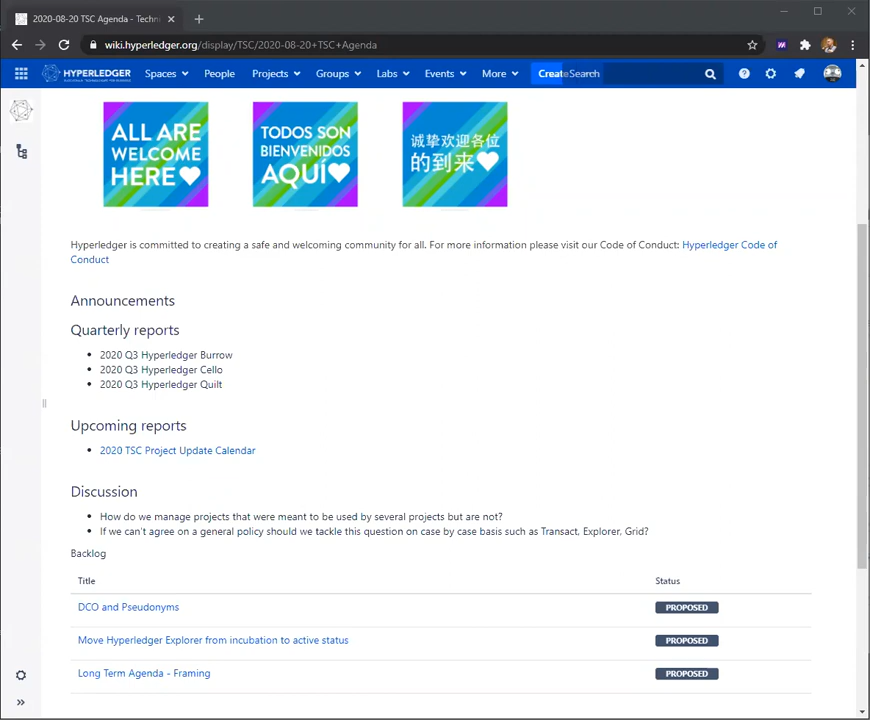 2020-08-20 TSC Agenda - Techni
wiki.hyperledger.org/display/TSC/2020-08-20+TSC+Agenda
HYPERLEDGER Spaces People Projects Groups Labs Events More Create Search
ALL ARE
WELCOME
HERE
TODOS SON
BIENVENIDOS
AQUÍ
诚挚欢迎各位
的到来
Hyperledger is committed to creating a safe and welcoming community for all. For more information please visit our Code of Conduct: Hyperledger Code of
Conduct
Announcements
Quarterly reports
2020 Q3 Hyperledger Burrow
2020 Q3 Hyperledger Cello
2020 Q3 Hyperledger Quilt
Upcoming reports
2020 TSC Project Update Calendar
Discussion
How do we manage projects that were meant to be used by several projects but are not?
If we can't agree on a general policy should we tackle this question on case by case basis such as Transact, Explorer, Grid?
Backlog
Title Status
DCO and Pseudonyms PROPOSED
Move Hyperledger Explorer from incubation to active status PROPOSED
Long Term Agenda - Framing PROPOSED